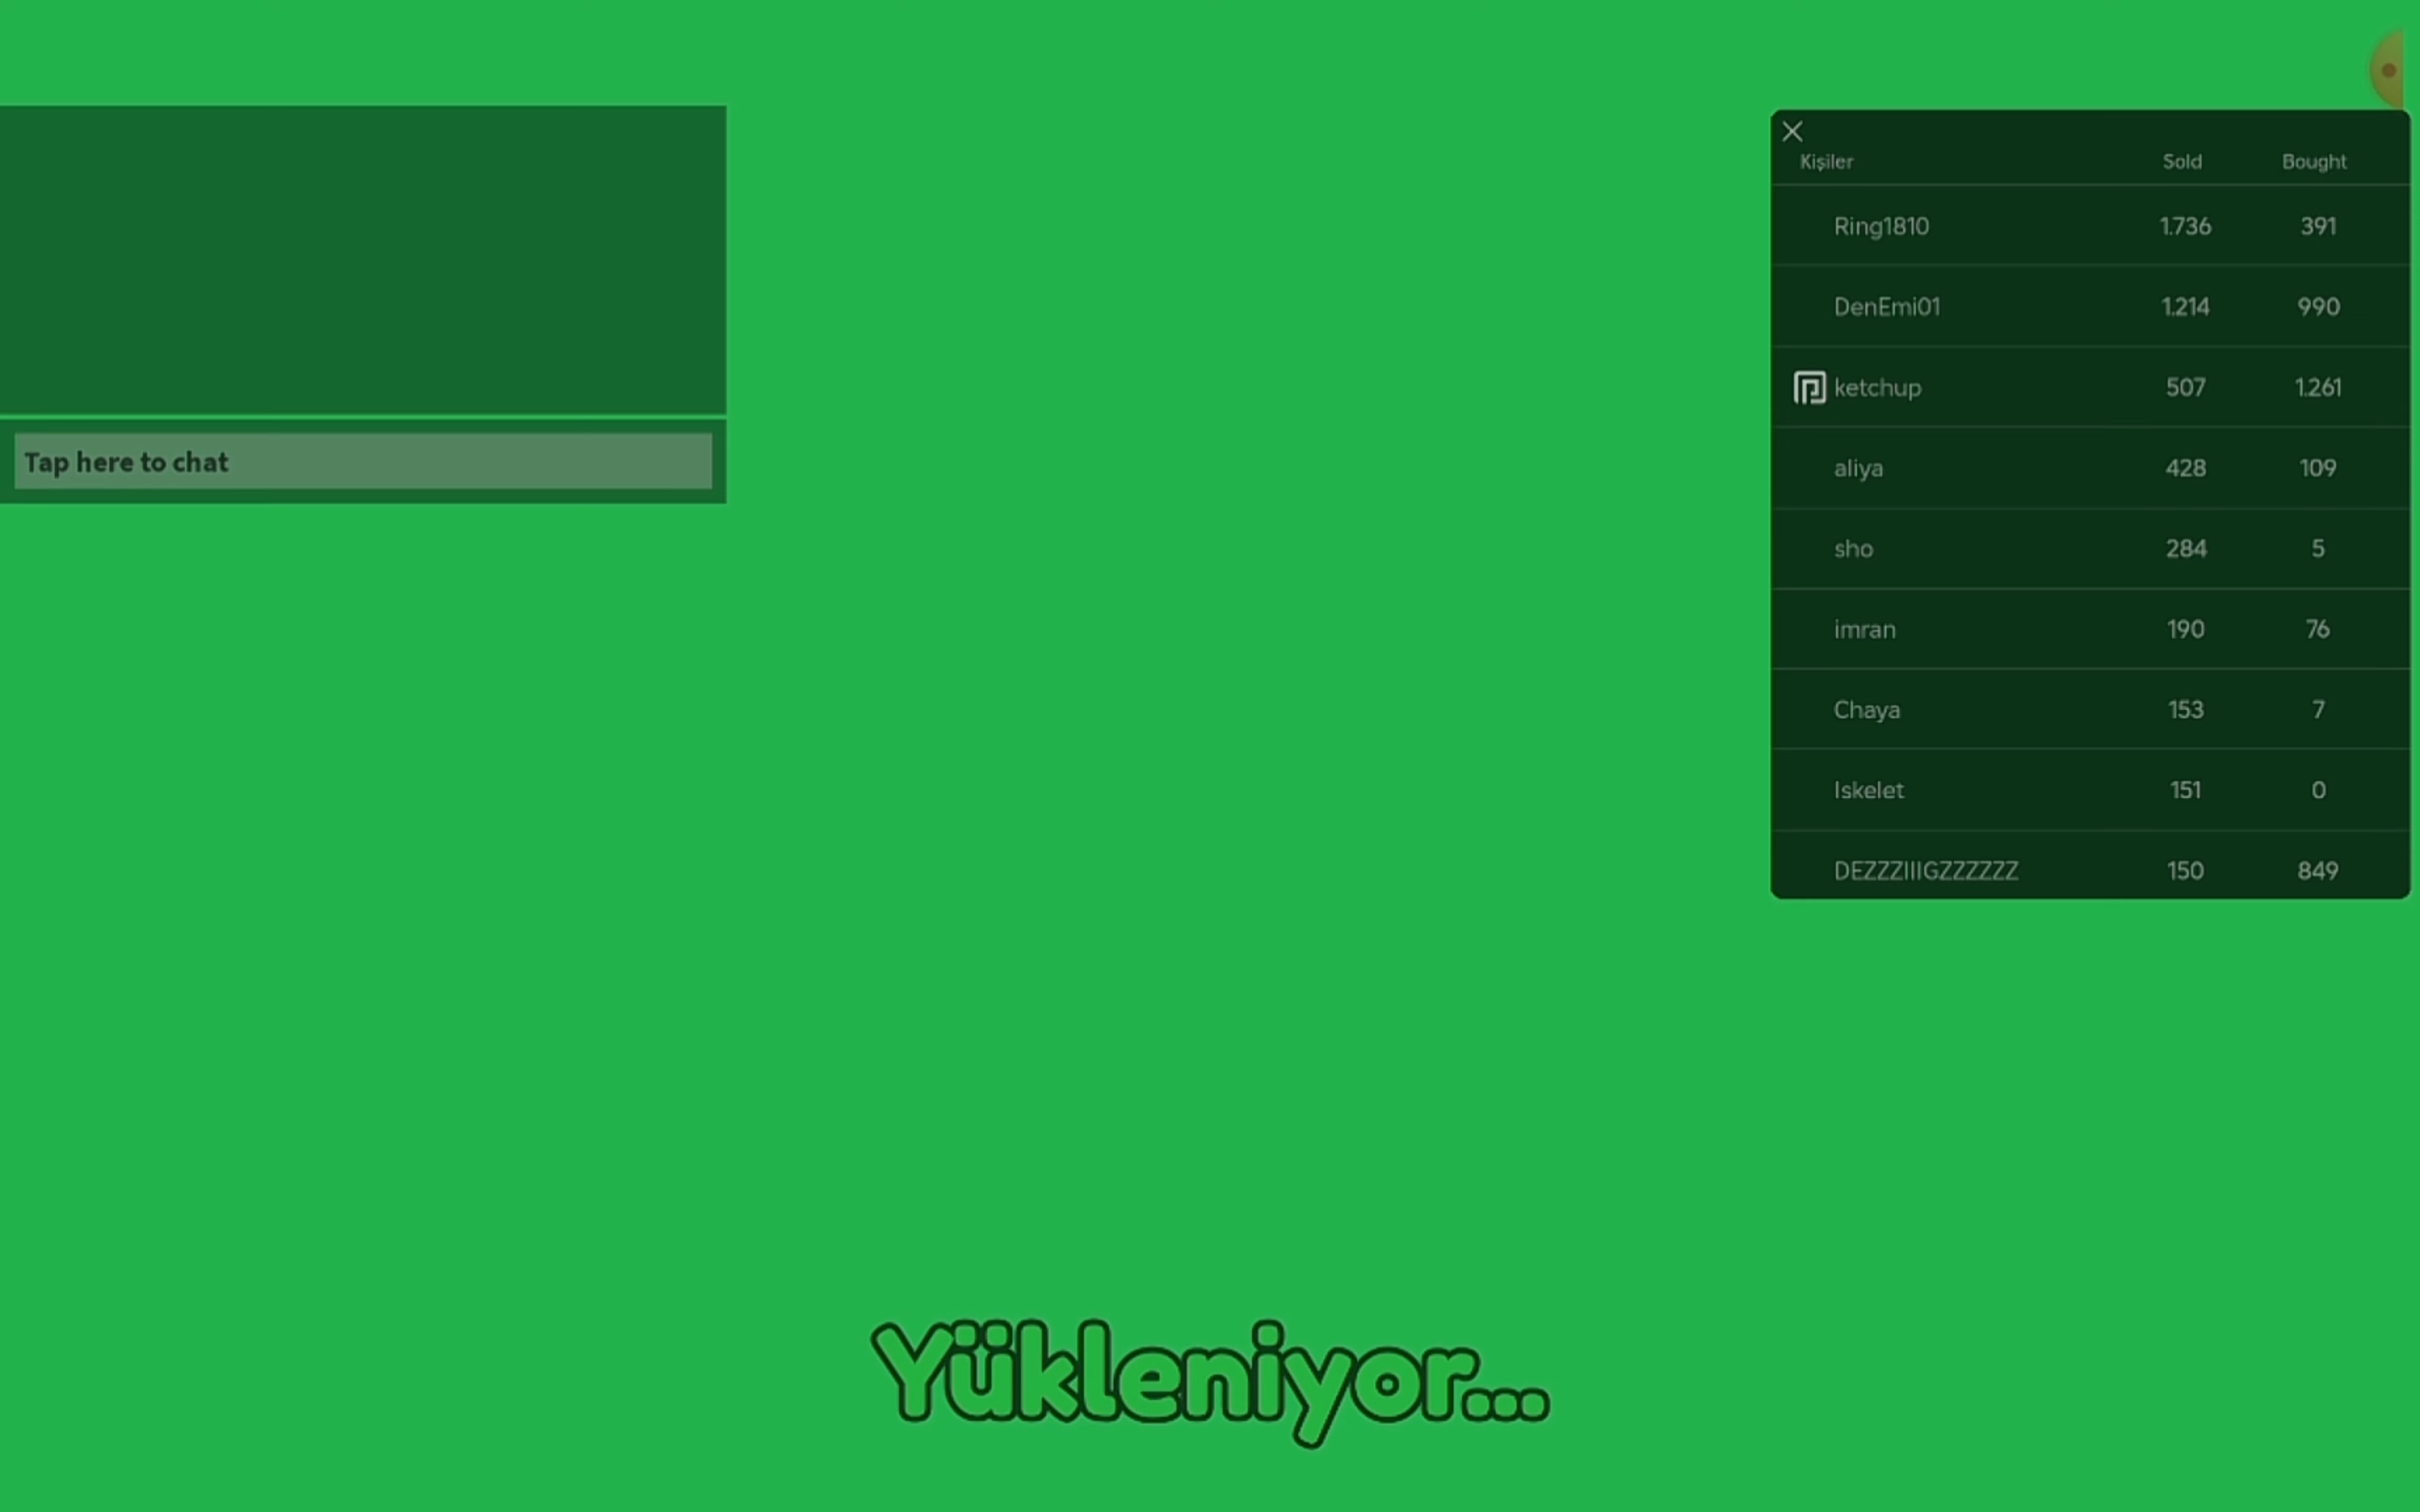 Tap here to chat
Kişiler Sold Bought
Ring1810 1.736 391
DenEmi01 1.214 990
ketchup 507 1.261
aliya 428 109
sho 284 5
imran 190 76
Chaya 153 7
Iskelet 151 0
DEZZZIIIGZZZZZZ 150 849
Yükleniyor...